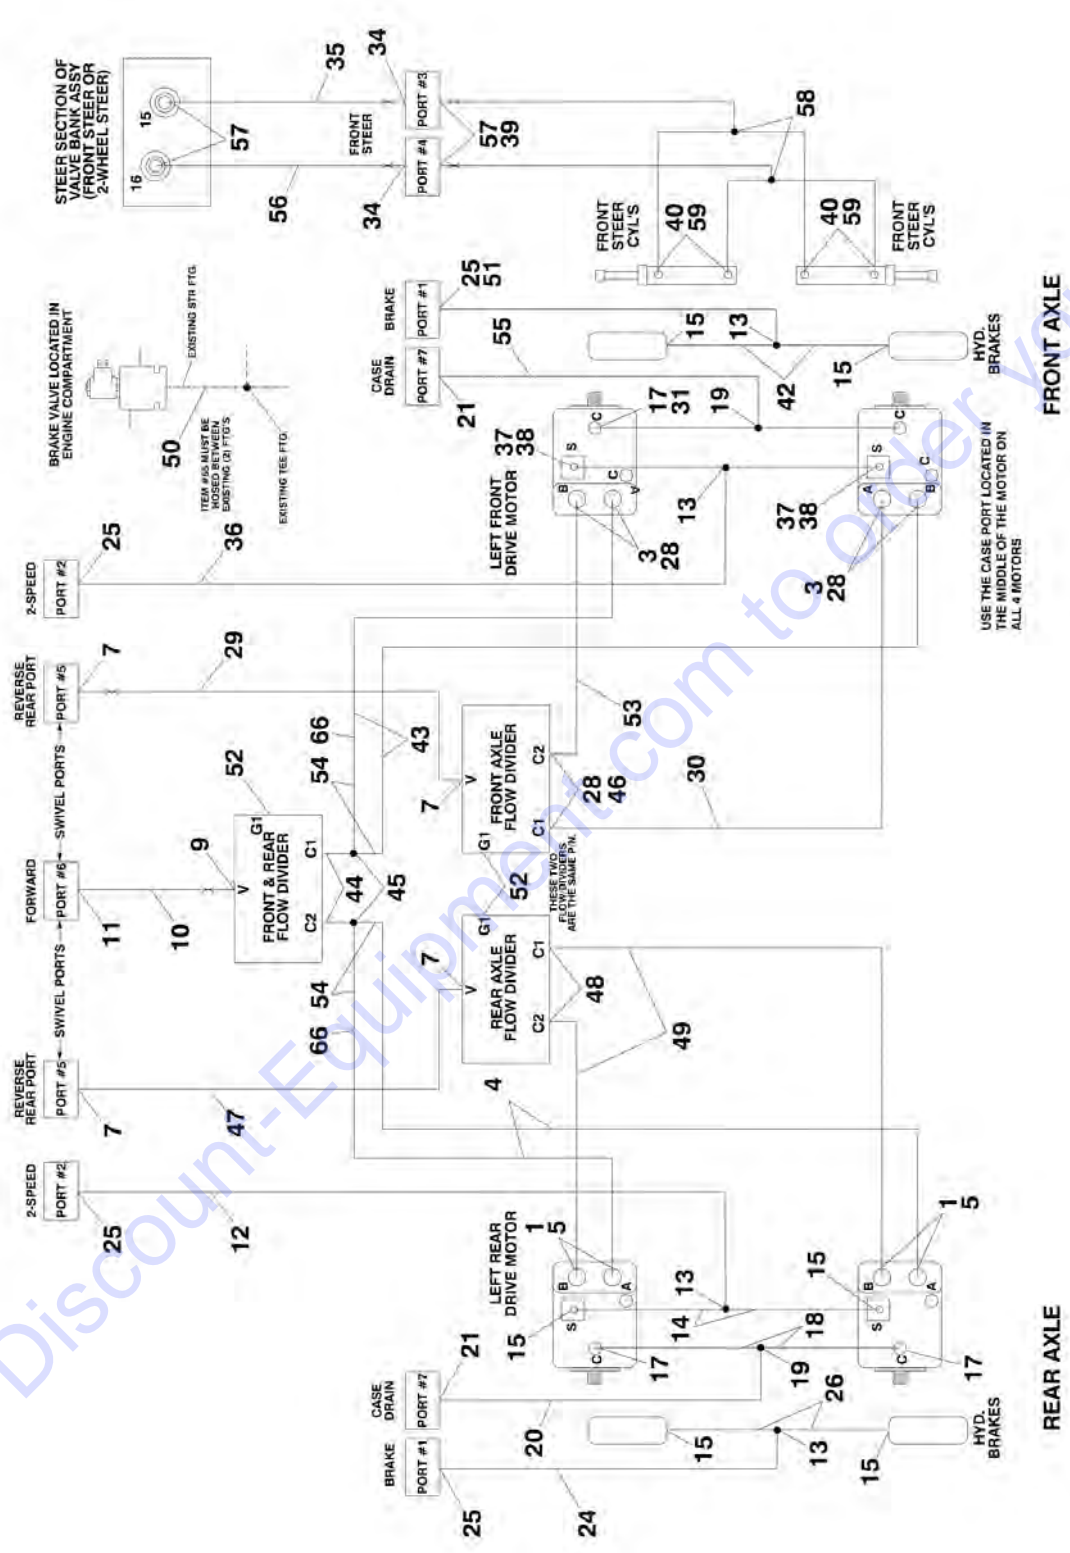 STEER SECTION OF
VALVE BANK ASSY
(FRONT STEER OR
2-WHEEL STEER)
16
15
57
56
35
FRONT
STEER
34
34
PORT #4
PORT #3
57
39
58
FRONT
STEER
CYL'S
40
59
40
59
FRONT
STEER
CYL'S
BRAKE VALVE LOCATED IN
ENGINE COMPARTMENT
EXISTING STR FTG.
50
ITEM #55 MUST BE
HOSED BETWEEN
EXISTING (2) FTG'S
EXISTING TEE FTG.
CASE
DRAIN
BRAKE
PORT #7
PORT #1
25
51
21
55
15
13
42
15
HYD.
BRAKES
FRONT AXLE
2-SPEED
PORT #2
25
36
LEFT FRONT
DRIVE MOTOR
37
38
B
A
C
S
C
17
31
19
13
3
28
37
38
A
B
S
C
C
3
28
USE THE CASE PORT LOCATED IN
THE MIDDLE OF THE MOTOR ON
ALL 4 MOTORS
REVERSE
REAR PORT
PORT #5
7
29
SWIVEL PORTS
FORWARD
PORT #6
11
10
9
52
V
G1
FRONT & REAR
FLOW DIVIDER
C2
C1
54
66
43
44
45
54
66
7
V
FRONT AXLE
FLOW DIVIDER
G1
C1
C2
28
46
53
30
52
THESE TWO
FLOW DIVIDERS
ARE THE SAME P/N.
7
V
G1
REAR AXLE
FLOW DIVIDER
C2
C1
48
49
SWIVEL PORTS
REVERSE
REAR PORT
PORT #5
7
47
4
2-SPEED
PORT #2
25
12
LEFT REAR
DRIVE MOTOR
1
5
B
A
S
C
15
13
14
17
15
18
19
1
5
B
A
S
C
17
CASE
DRAIN
BRAKE
PORT #7
PORT #1
21
20
25
24
15
26
13
15
HYD.
BRAKES
REAR AXLE